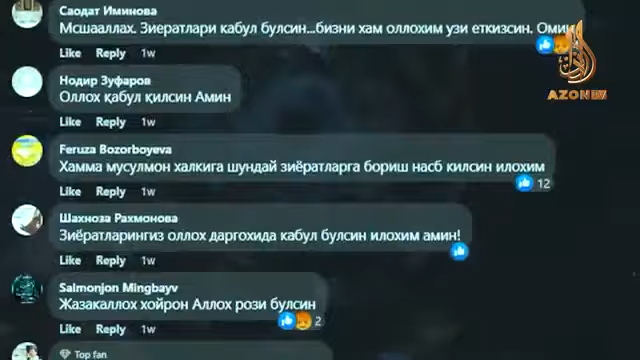 Саодат Иминова
Мсшааллах. Зиератлари кабул булсин...бизни хам оллохим узи еткизсин. Омин
Like Reply 1w
AZON TV
Нодир Зуфаров
Оллох қабул қилсин Амин
Like Reply 1w
Feruza Bozorboyeva
Хамма мусулмон халкига шундай зиёратларга бориш насб килсин илохим
12
Like Reply 1w
Шахноза Рахмонова
Зиёратларингиз оллох даргохида кабул булсин илохим амин!
Like Reply 1w
Salmonjon Mingbayv
Жазакаллох хойрон Аллох рози булсин
2
Like Reply 1w
Top fan